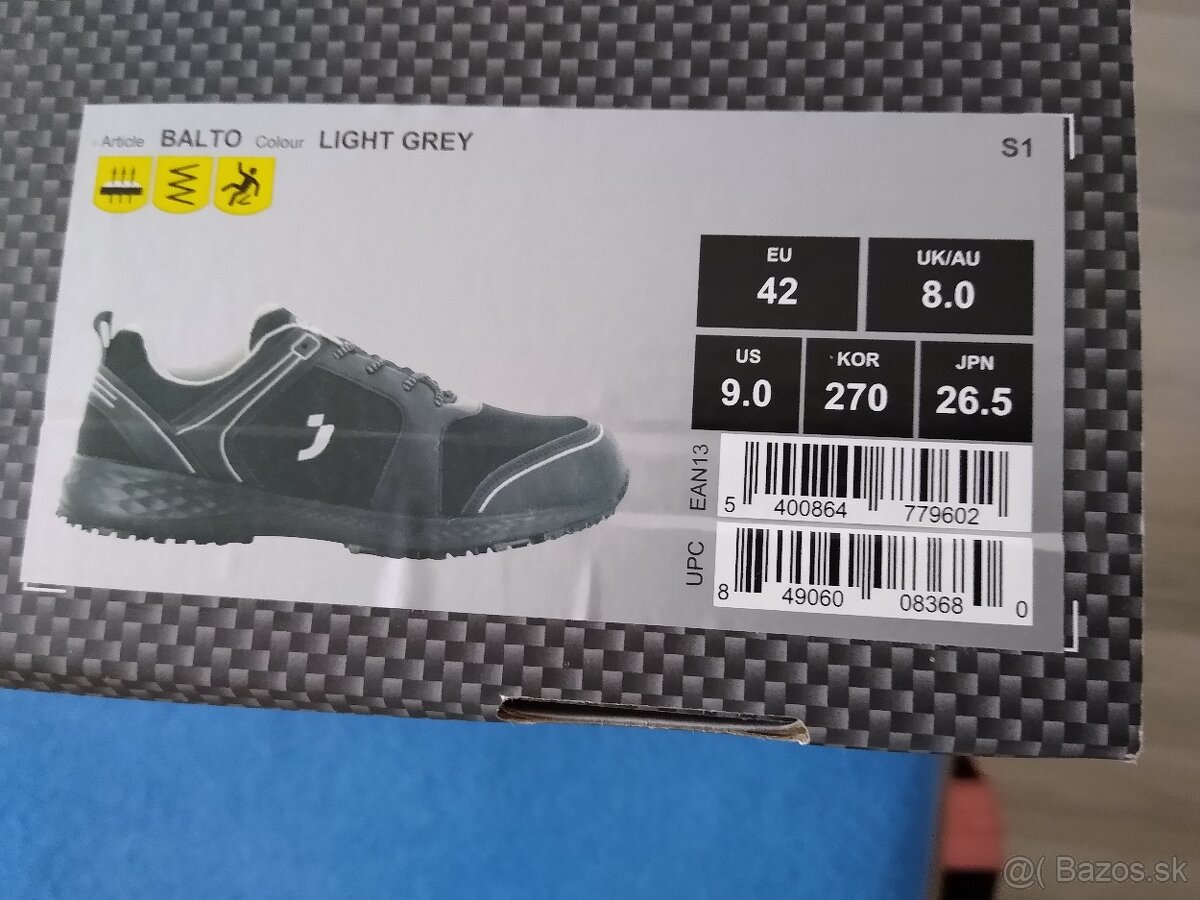 Article BALTO Colour LIGHT GREY
S1
EU
42
UK/AU
8.0
US
9.0
KOR
270
JPN
26.5
EAN13
5 400864 779602
UPC
8 49060 08368 0
@( Bazos.sk